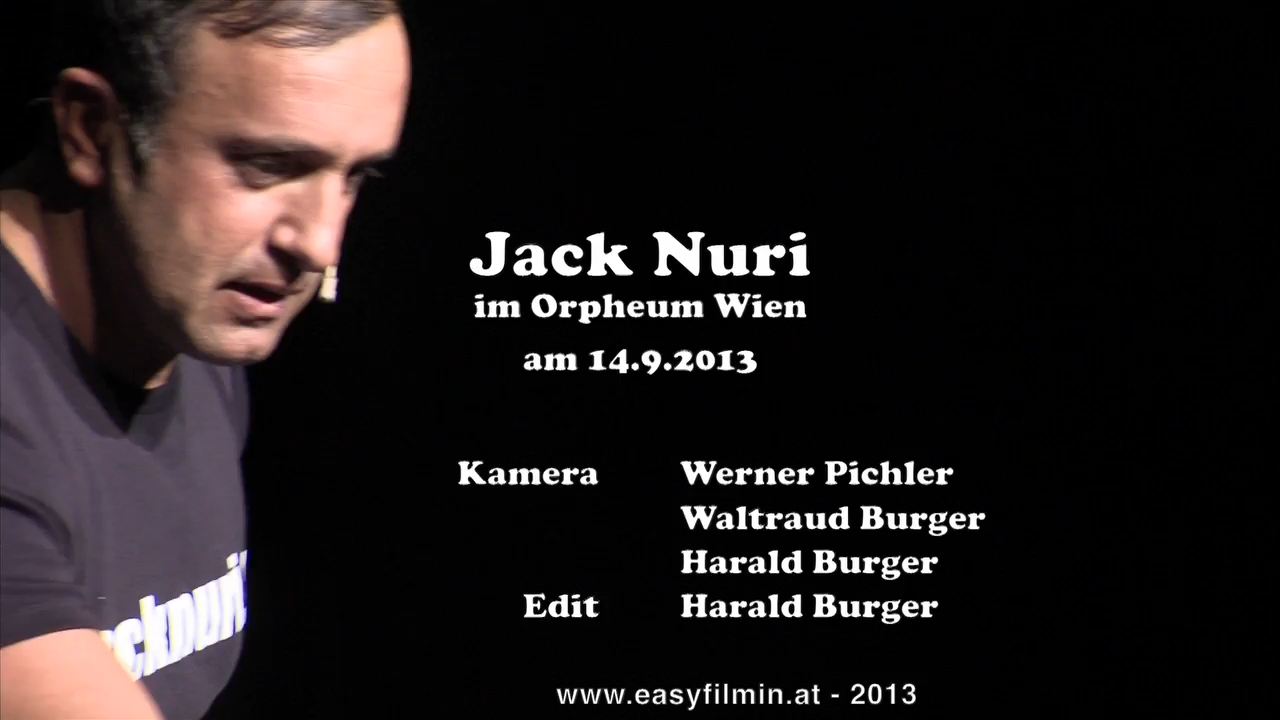 Jack Nuri
im Orpheum Wien
am 14.9.2013
Kamera Werner Pichler
Waltraud Burger
Harald Burger
Edit Harald Burger
cknuri
www.easyfilmin.at - 2013